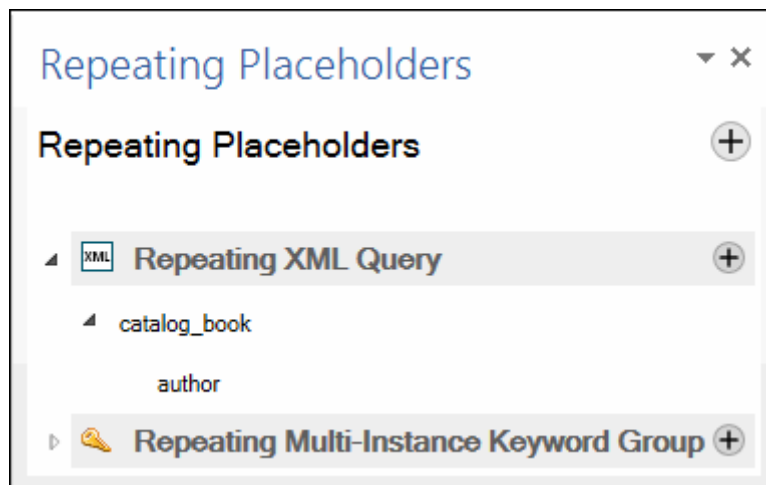 Repeating Placeholders
Repeating Placeholders
XML Repeating XML Query
catalog_book
author
Repeating Multi-Instance Keyword Group